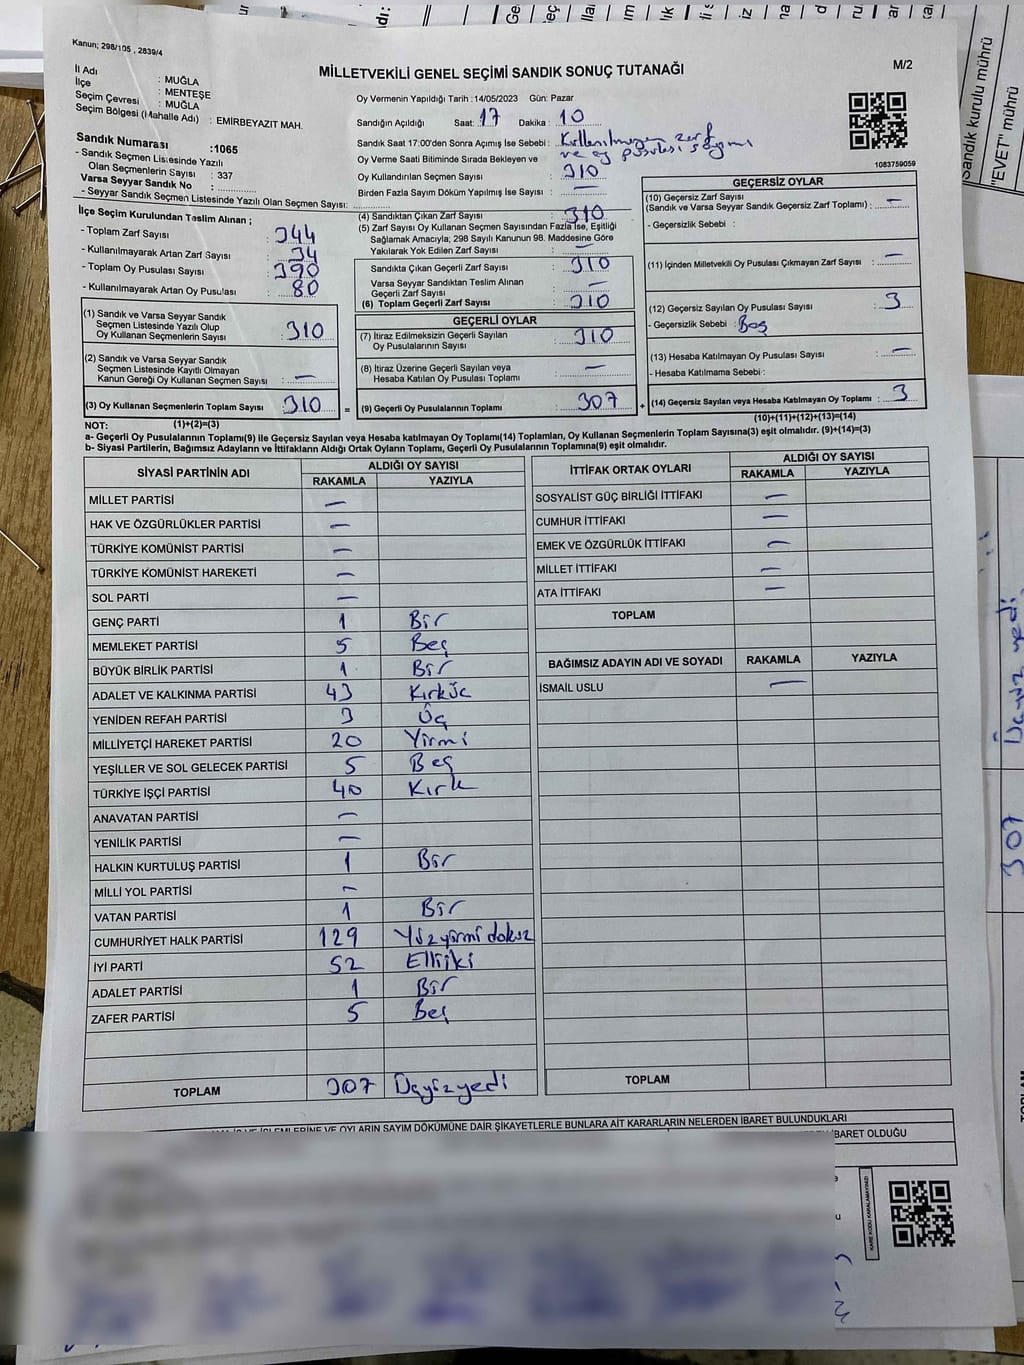 Kanun; 298/105 , 2839/4
M/2
MİLLETVEKİLİ GENEL SEÇİMİ SANDIK SONUÇ TUTANAĞI
İl Adı : MUĞLA
İlçe : MENTEŞE
Seçim Çevresi : MUĞLA
Seçim Bölgesi (Mahalle Adı) : EMİRBEYAZIT MAH.
Sandık Numarası :1065
- Sandık Seçmen Listesinde Yazılı
Olan Seçmenlerin Sayısı : 337
Varsa Seyyar Sandık No :
- Seyyar Sandık Seçmen Listesinde Yazılı Olan Seçmen Sayısı:
Oy Vermenin Yapıldığı Tarih :14/05/2023 Gün: Pazar
Sandığın Açıldığı Saat: 17 Dakika : 10
Sandık Saat 17:00'den Sonra Açımış İse Sebebi : Kullanılmayan zarf
ve oy pusulası sayımı
Oy Verme Saati Bitiminde Sırada Bekleyen ve
Oy Kullandırılan Seçmen Sayısı : 310
Birden Fazla Sayım Döküm Yapılmış İse Sayısı : —
1083759059
İlçe Seçim Kurulundan Teslim Alınan ;
- Toplam Zarf Sayısı : 344
- Kullanılmayarak Artan Zarf Sayısı : 34
- Toplam Oy Pusulası Sayısı : 390
- Kullanılmayarak Artan Oy Pusulası : 80
(1) Sandık ve Varsa Seyyar Sandık
Seçmen Listesinde Yazılı Olup
Oy Kullanan Seçmenlerin Sayısı : 310
(2) Sandık ve Varsa Seyyar Sandık
Seçmen Listesinde Kayıtlı Olmayan
Kanun Gereği Oy Kullanan Seçmen Sayısı : —
(3) Oy Kullanan Seçmenlerin Toplam Sayısı : 310 =
(1)+(2)=(3)
(4) Sandıktan Çıkan Zarf Sayısı : 310
(5) Zarf Sayısı Oy Kullanan Seçmen Sayısından Fazla İse, Eşitliği
Sağlamak Amacıyla; 298 Sayılı Kanunun 98. Maddesine Göre
Yakılarak Yok Edilen Zarf Sayısı : —
Sandıkta Çıkan Geçerli Zarf Sayısı : 310
Varsa Seyyar Sandıktan Teslim Alınan
Geçerli Zarf Sayısı : —
(6) Toplam Geçerli Zarf Sayısı : 310
GEÇERLİ OYLAR
(7) İtiraz Edilmeksizin Geçerli Sayılan
Oy Pusulalarının Sayısı : 310
(8) İtiraz Üzerine Geçerli Sayılan veya
Hesaba Katılan Oy Pusulası Toplamı : —
(9) Geçerli Oy Pusulalarının Toplamı : 307 +
GEÇERSİZ OYLAR
(10) Geçersiz Zarf Sayısı
(Sandık ve Varsa Seyyar Sandık Geçersiz Zarf Toplamı) : —
- Geçersizlik Sebebi :
(11) İçinden Milletvekili Oy Pusulası Çıkmayan Zarf Sayısı : —
(12) Geçersiz Sayılan Oy Pusulası Sayısı : 3
- Geçersizlik Sebebi : Boş
(13) Hesaba Katılmayan Oy Pusulası Sayısı : —
- Hesaba Katılmama Sebebi :
(14) Geçersiz Sayılan veya Hesaba Katılmayan Oy Toplamı : 3
(10)+(11)+(12)+(13)=(14)
NOT:
a- Geçerli Oy Pusulalarının Toplamı(9) ile Geçersiz Sayılan veya Hesaba katılmayan Oy Toplamı(14) Toplamları, Oy Kullanan Seçmenlerin Toplam Sayısına(3) eşit olmalıdır. (9)+(14)=(3)
b- Siyasi Partilerin, Bağımsız Adayların ve İttifakların Aldığı Ortak Oyların Toplamı, Geçerli Oy Pusulalarının Toplamına(9) eşit olmalıdır.
SİYASİ PARTİNİN ADI ALDIĞI OY SAYISI
RAKAMLA YAZIYLA
MİLLET PARTİSİ —
HAK VE ÖZGÜRLÜKLER PARTİSİ —
TÜRKİYE KOMÜNİST PARTİSİ —
TÜRKİYE KOMÜNİST HAREKETİ —
SOL PARTİ —
GENÇ PARTİ 1 Bir
MEMLEKET PARTİSİ 5 Beş
BÜYÜK BİRLİK PARTİSİ 1 Bir
ADALET VE KALKINMA PARTİSİ 43 Kırküç
YENİDEN REFAH PARTİSİ 3 Üç
MİLLİYETÇİ HAREKET PARTİSİ 20 Yirmi
YEŞİLLER VE SOL GELECEK PARTİSİ 5 Beş
TÜRKİYE İŞÇİ PARTİSİ 40 Kırk
ANAVATAN PARTİSİ —
YENİLİK PARTİSİ —
HALKIN KURTULUŞ PARTİSİ 1 Bir
MİLLİ YOL PARTİSİ —
VATAN PARTİSİ 1 Bir
CUMHURİYET HALK PARTİSİ 129 Yüzyirmidokuz
İYİ PARTİ 52 Elliiki
ADALET PARTİSİ 1 Bir
ZAFER PARTİSİ 5 Beş
TOPLAM 307 Üçyüzyedi
İTTİFAK ORTAK OYLARI ALDIĞI OY SAYISI
RAKAMLA YAZIYLA
SOSYALİST GÜÇ BİRLİĞİ İTTİFAKI —
CUMHUR İTTİFAKI —
EMEK VE ÖZGÜRLÜK İTTİFAKI —
MİLLET İTTİFAKI —
ATA İTTİFAKI —
TOPLAM
BAĞIMSIZ ADAYIN ADI VE SOYADI RAKAMLA YAZIYLA
İSMAİL USLU —
TOPLAM
OYLARIN SAYIM DÖKÜMÜNE DAİR ŞİKAYETLERLE BUNLARA AİT KARARLARIN NELERDEN İBARET BULUNDUKLARI
İBARET OLDUĞU
Sandık kurulu mührü
"EVET" mührü
307 Üçyüz yedi